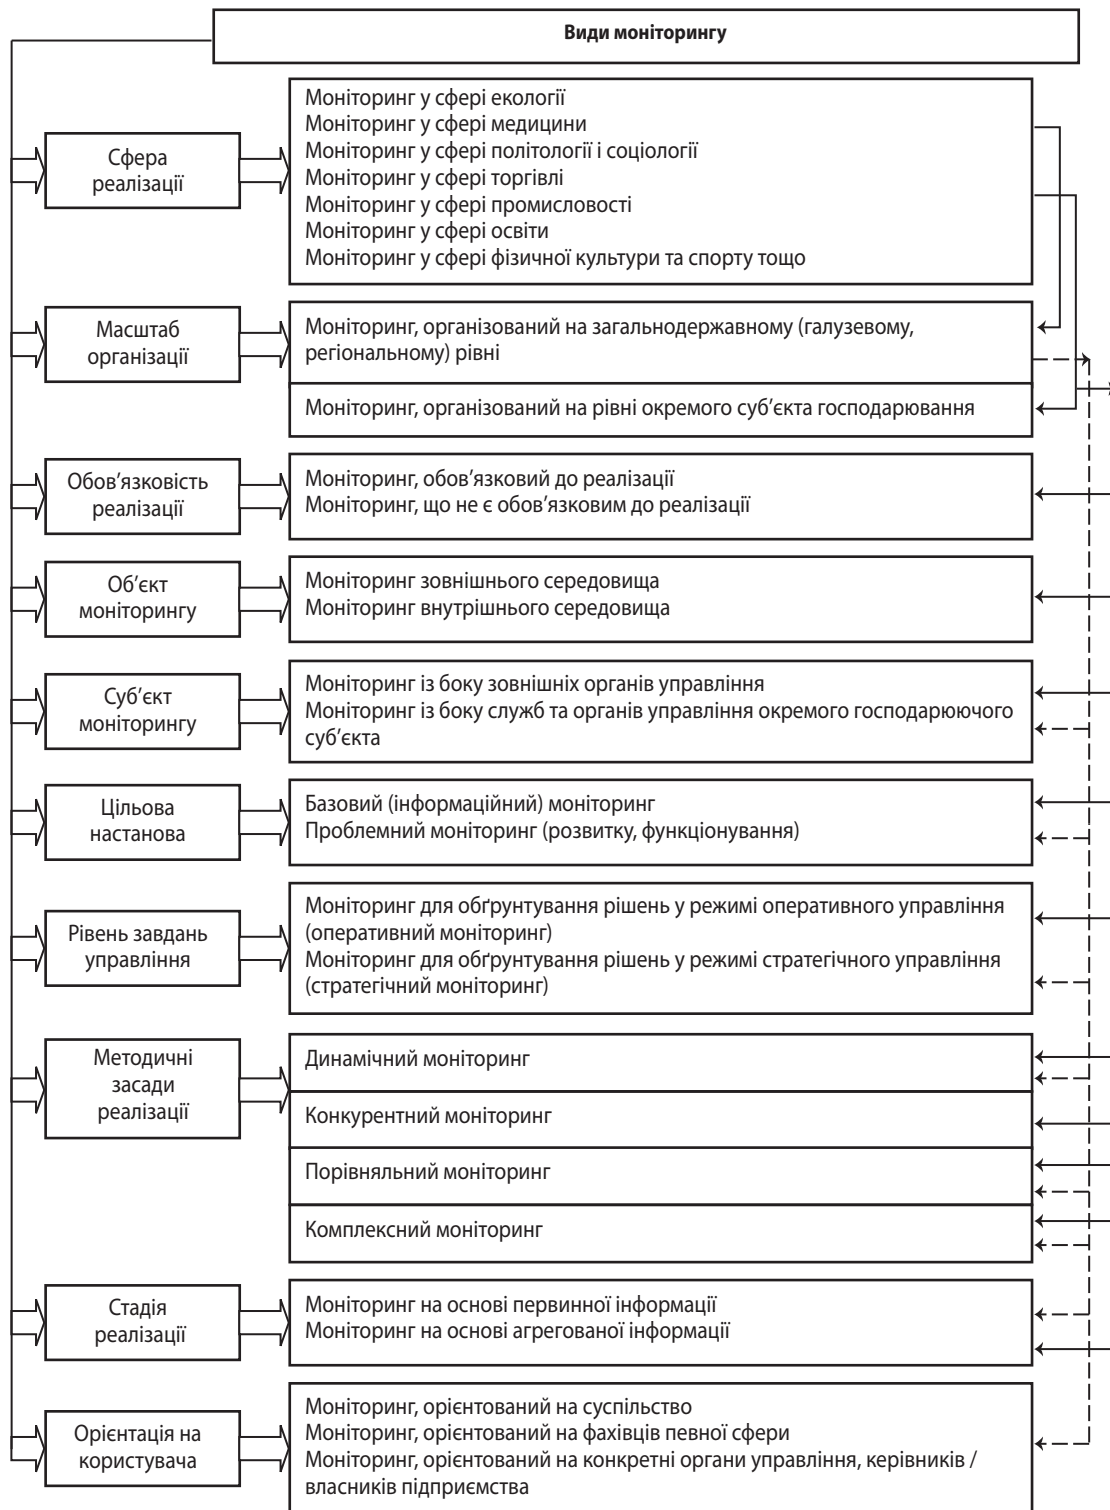 Види моніторингу
Сфера
реалізації
Моніторинг у сфері екології
Моніторинг у сфері медицини
Моніторинг у сфері політології і соціології
Моніторинг у сфері торгівлі
Моніторинг у сфері промисловості
Моніторинг у сфері освіти
Моніторинг у сфері фізичної культури та спорту тощо
Масштаб
організації
Моніторинг, організований на загальнодержавному (галузевому,
регіональному) рівні
Моніторинг, організований на рівні окремого суб’єкта господарювання
Обов’язковість
реалізації
Моніторинг, обов’язковий до реалізації
Моніторинг, що не є обов’язковим до реалізації
Об’єкт
моніторингу
Моніторинг зовнішнього середовища
Моніторинг внутрішнього середовища
Суб’єкт
моніторингу
Моніторинг із боку зовнішніх органів управління
Моніторинг із боку служб та органів управління окремого господарюючого
суб’єкта
Цільова
настанова
Базовий (інформаційний) моніторинг
Проблемний моніторинг (розвитку, функціонування)
Рівень завдань
управління
Моніторинг для обґрунтування рішень у режимі оперативного управління
(оперативний моніторинг)
Моніторинг для обґрунтування рішень у режимі стратегічного управління
(стратегічний моніторинг)
Методичні
засади
реалізації
Динамічний моніторинг
Конкурентний моніторинг
Порівняльний моніторинг
Комплексний моніторинг
Стадія
реалізації
Моніторинг на основі первинної інформації
Моніторинг на основі агрегованої інформації
Орієнтація на
користувача
Моніторинг, орієнтований на суспільство
Моніторинг, орієнтований на фахівців певної сфери
Моніторинг, орієнтований на конкретні органи управління, керівників /
власників підприємства